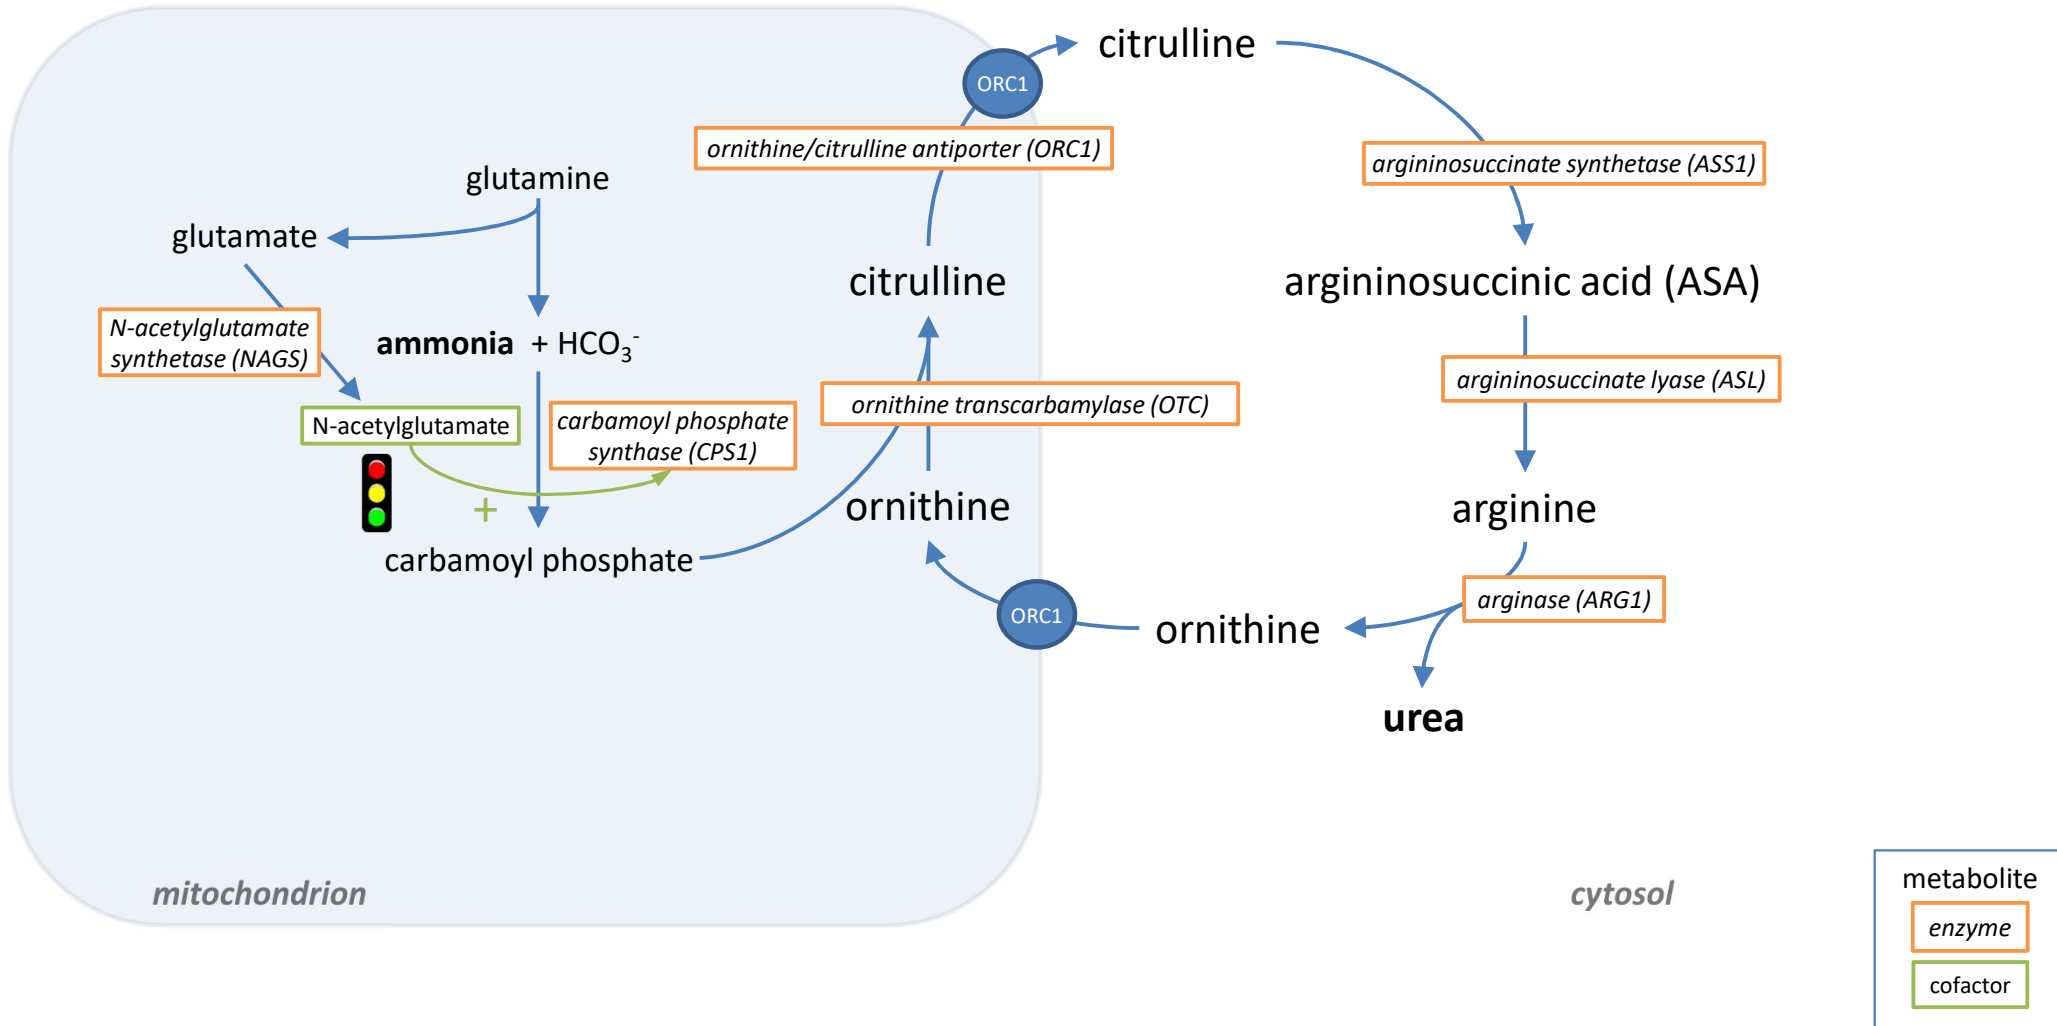 citrulline
ORC1
ornithine/citrulline antiporter (ORC1)
argininosuccinate synthetase (ASS1)
glutamine
glutamate
citrulline
argininosuccinic acid (ASA)
N-acetylglutamate
synthetase (NAGS)
ammonia + HCO₃⁻
argininosuccinate lyase (ASL)
ornithine transcarbamylase (OTC)
N-acetylglutamate
carbamoyl phosphate
synthase (CPS1)
+
ornithine
arginine
carbamoyl phosphate
arginase (ARG1)
ORC1
ornithine
urea
mitochondrion
cytosol
metabolite
enzyme
cofactor